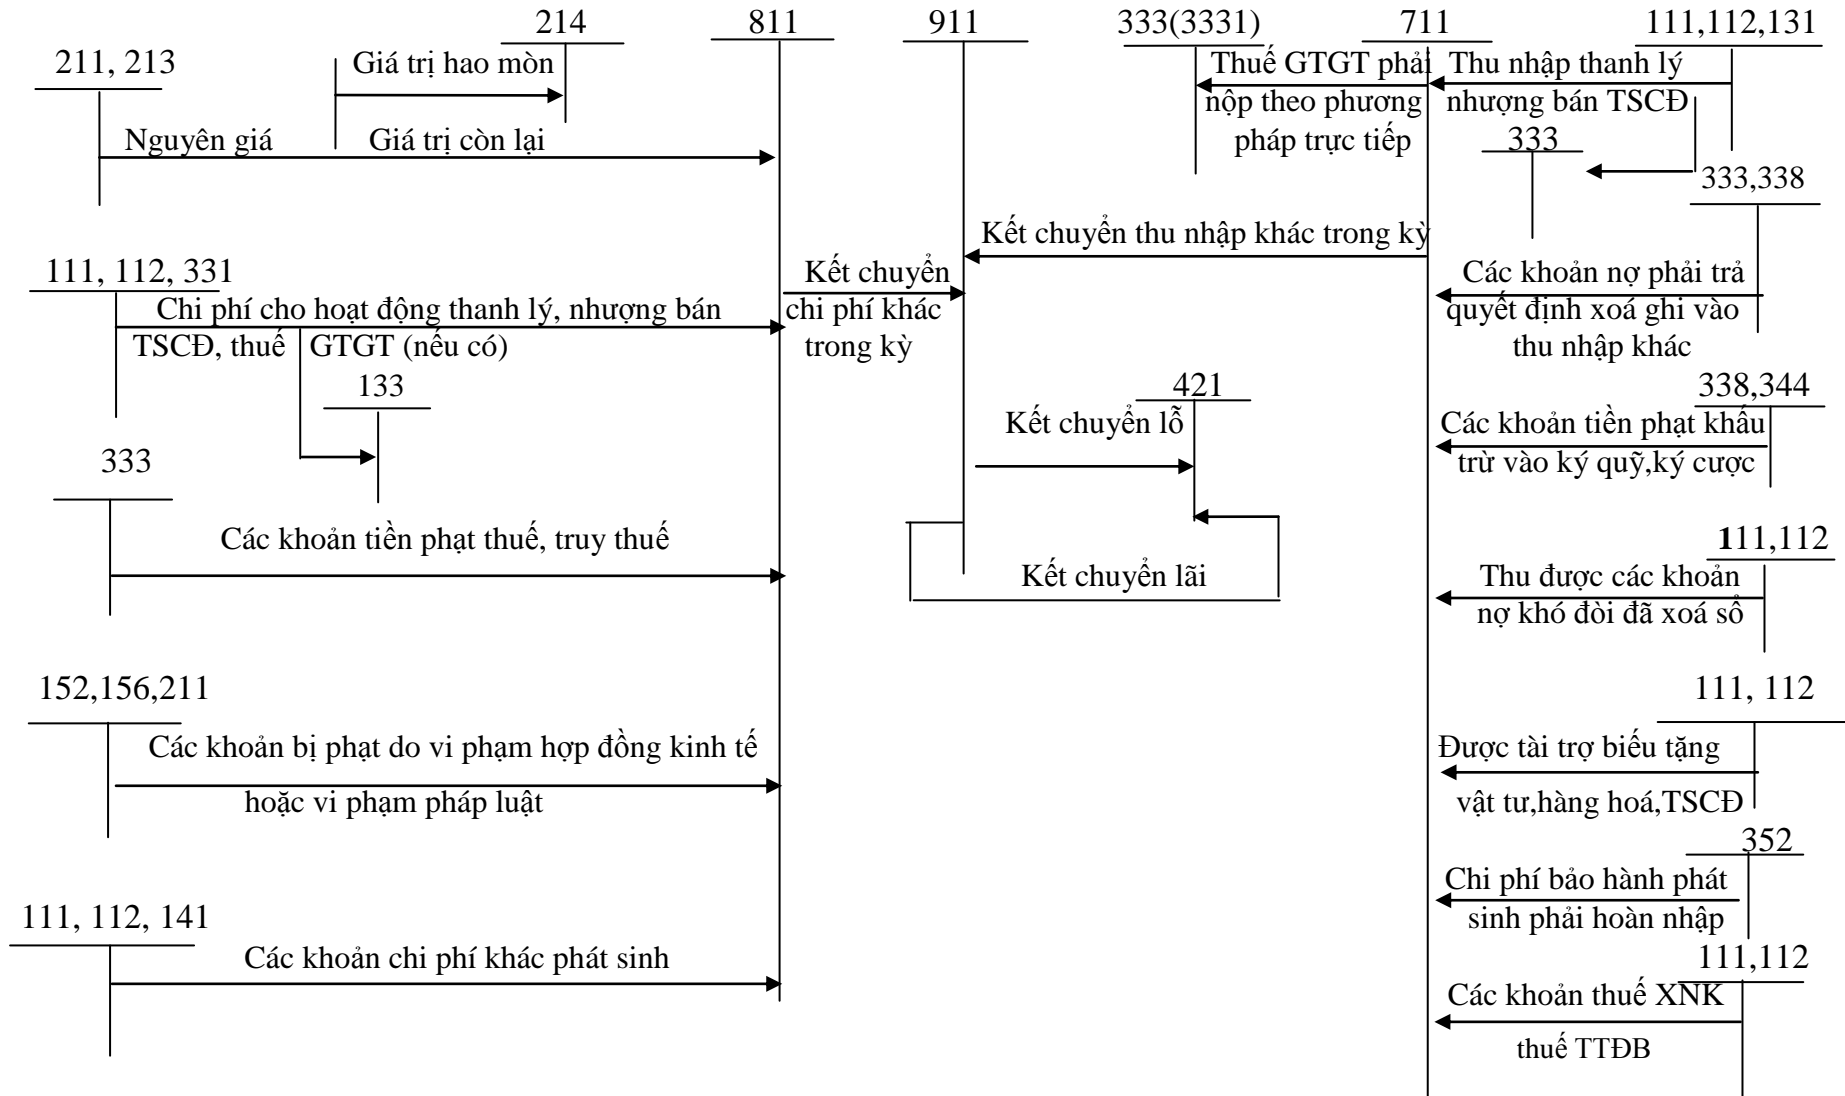 214
811
911
333(3331)
711
111,112,131
211, 213
Giá trị hao mòn
Thuế GTGT phải
nộp theo phương
pháp trực tiếp
Thu nhập thanh lý
nhượng bán TSCĐ
Nguyên giá
Giá trị còn lại
333
333,338
Kết chuyển thu nhập khác trong kỳ
111, 112, 331
Chi phí cho hoạt động thanh lý, nhượng bán
TSCĐ, thuế GTGT (nếu có)
Kết chuyển
chi phí khác
trong kỳ
Các khoản nợ phải trả
quyết định xoá ghi vào
thu nhập khác
133
421
338,344
Kết chuyển lỗ
Các khoản tiền phạt khấu
trừ vào ký quỹ,ký cược
333
Các khoản tiền phạt thuế, truy thuế
111,112
Kết chuyển lãi
Thu được các khoản
nợ khó đòi đã xoá sổ
152,156,211
111, 112
Các khoản bị phạt do vi phạm hợp đồng kinh tế
hoặc vi phạm pháp luật
Được tài trợ biếu tặng
vật tư,hàng hoá,TSCĐ
352
Chi phí bảo hành phát
sinh phải hoàn nhập
111, 112, 141
Các khoản chi phí khác phát sinh
111,112
Các khoản thuế XNK
thuế TTĐB